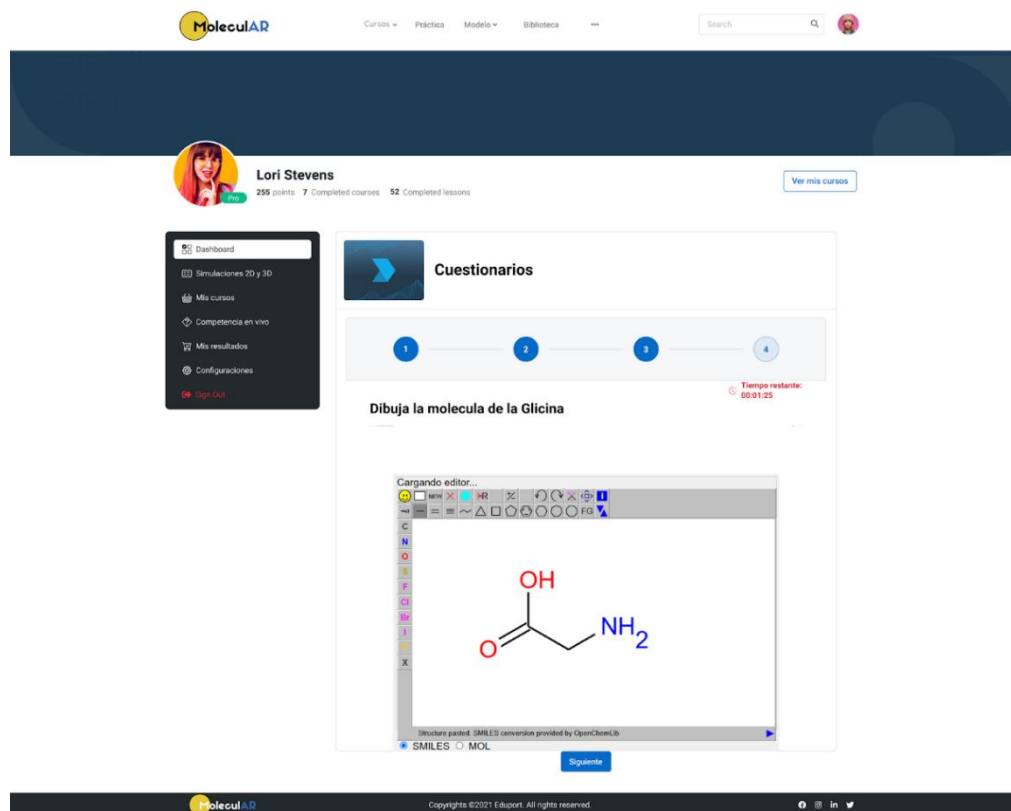 MoleculAR
Cursos Práctica Modelo Biblioteca ••• Search
Lori Stevens
255 points 7 Completed courses 52 Completed lessons
Pro
Ver mis cursos
Dashboard
Simulaciones 2D y 3D
Mis cursos
Competencia en vivo
Mis resultados
Configuraciones
Sign Out
Cuestionarios
1 2 3 4
Tiempo restante:
00:01:25
Dibuja la molecula de la Glicina
Cargando editor...
NEW R
FG
C
N
O
S
F
Cl
Br
I
P
X
OH
O
NH2
Structure pasted. SMILES conversion provided by OpenChemLib
SMILES MOL
Siguiente
MoleculAR Copyrights ©2021 Eduport. All rights reserved.